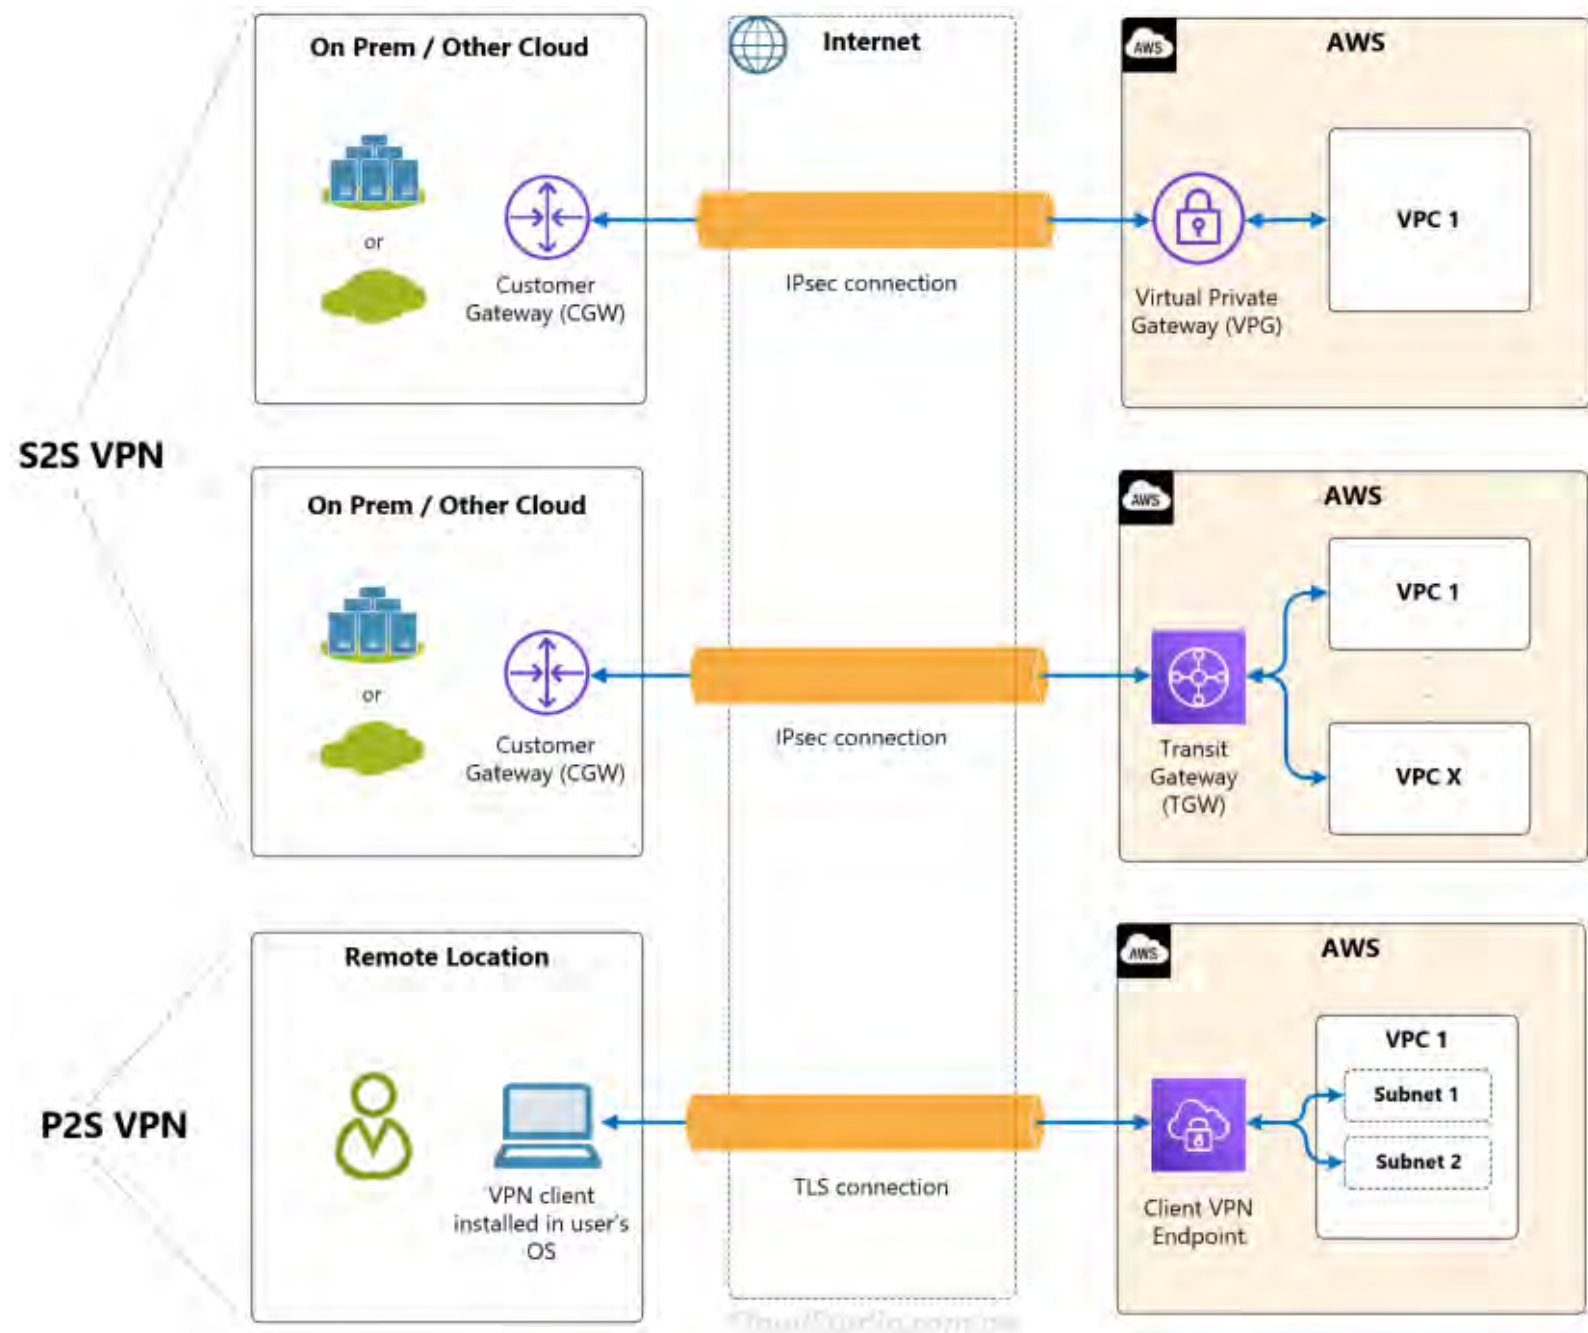 S2S VPN
On Prem / Other Cloud
or
Customer
Gateway (CGW)
Internet
IPsec connection
AWS
AWS
Virtual Private
Gateway (VPG)
VPC 1
On Prem / Other Cloud
or
Customer
Gateway (CGW)
IPsec connection
AWS
AWS
Transit
Gateway
(TGW)
VPC 1
VPC X
P2S VPN
Remote Location
VPN client
installed in user's
OS
TLS connection
AWS
AWS
Client VPN
Endpoint
VPC 1
Subnet 1
Subnet 2